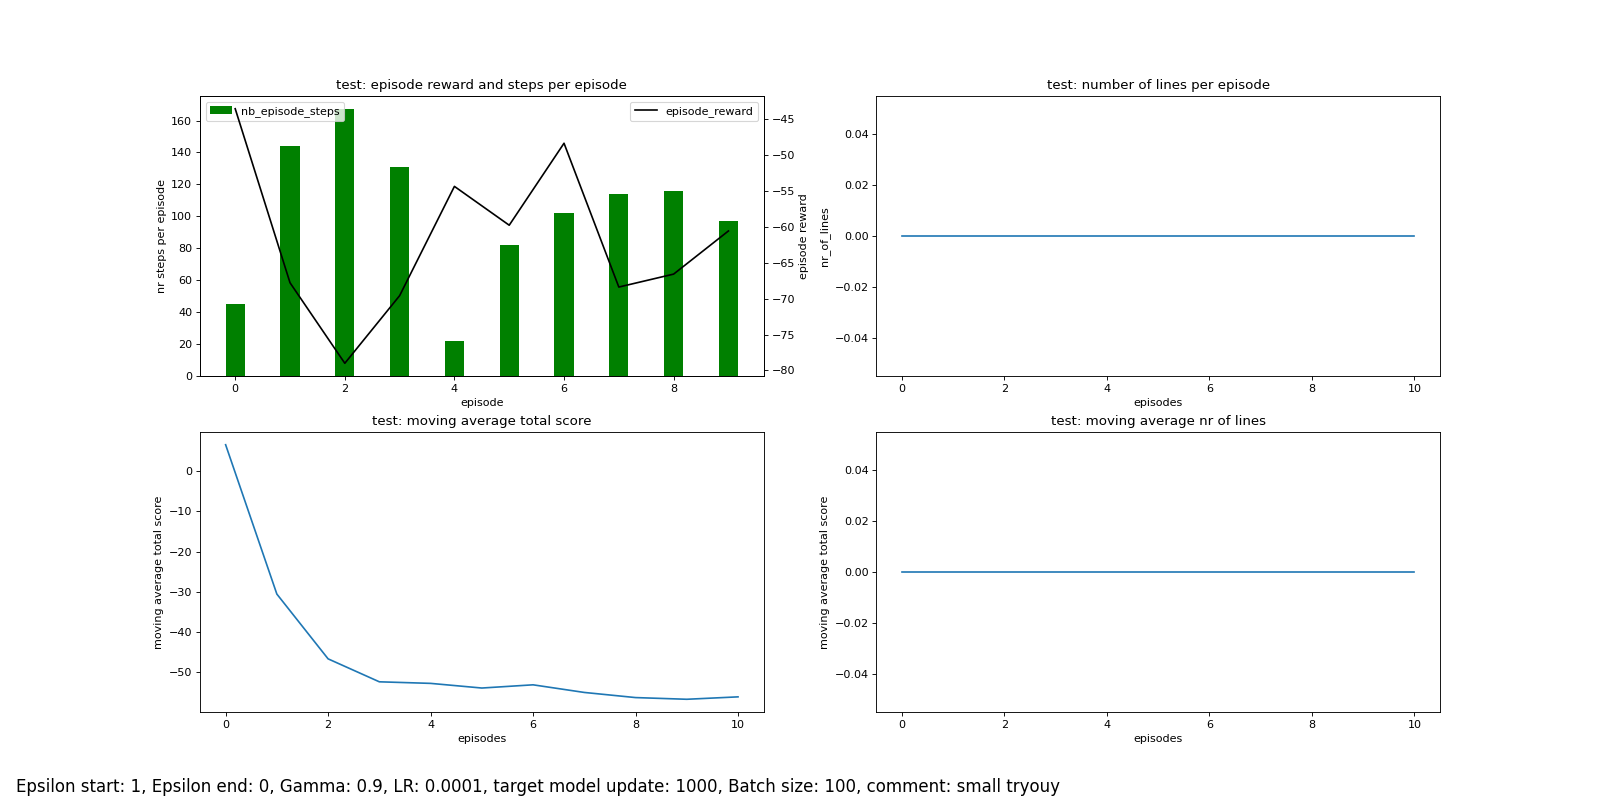 test: episode reward and steps per episode
nb_episode_steps
episode_reward
160
140
120
100
80
60
40
20
0
nr steps per episode
−45
−50
−55
−60
−65
−70
−75
−80
episode reward
0 2 4 6 8
episode
test: number of lines per episode
0.04
0.02
0.00
−0.02
−0.04
nr_of_lines
0 2 4 6 8 10
episodes
test: moving average total score
0
−10
−20
−30
−40
−50
moving average total score
0 2 4 6 8 10
episodes
test: moving average nr of lines
0.04
0.02
0.00
−0.02
−0.04
moving average total score
0 2 4 6 8 10
episodes
Epsilon start: 1, Epsilon end: 0, Gamma: 0.9, LR: 0.0001, target model update: 1000, Batch size: 100, comment: small tryouy